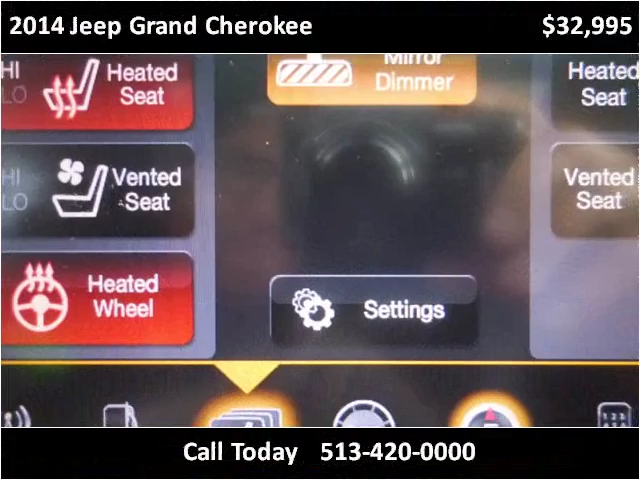 2014 Jeep Grand Cherokee $32,995
HI
LO
Heated
Seat
Mirror
Dimmer
Heated
Seat
HI
LO
Vented
Seat
Vented
Seat
Heated
Wheel
Settings
Call Today 513-420-0000